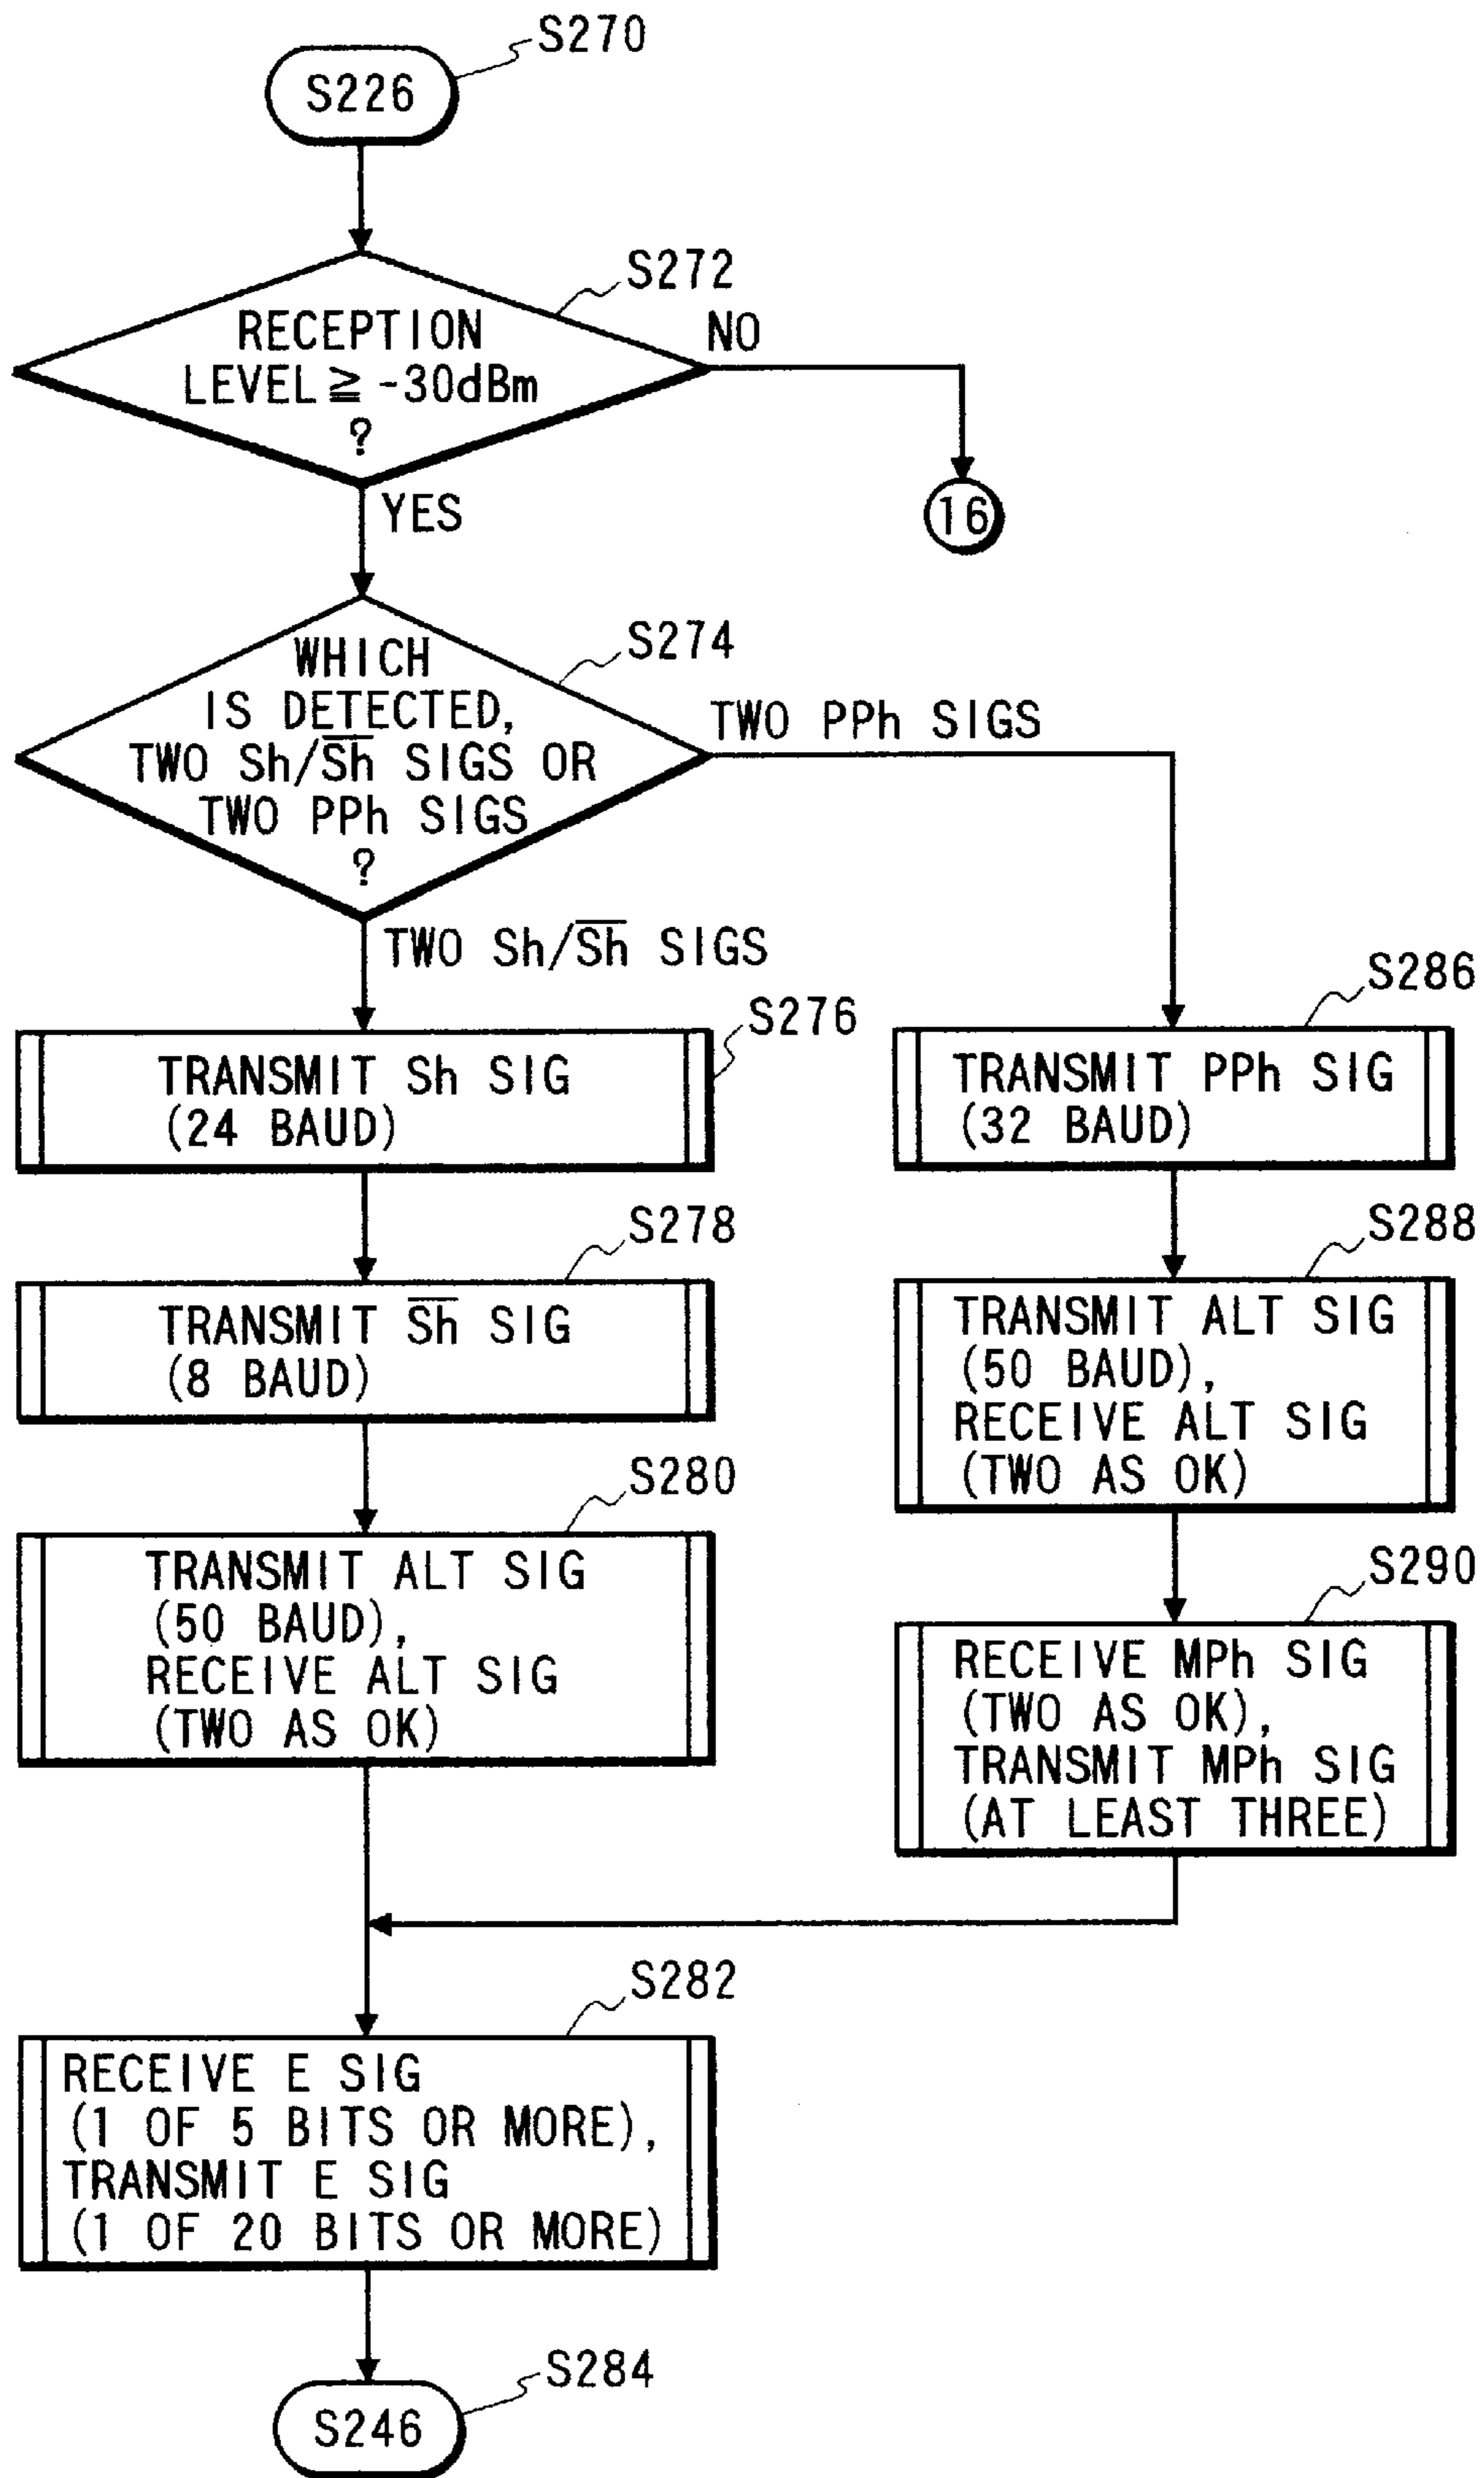 S270
S226
S272
RECEPTION
LEVEL ≧ -30dBm
?
NO
16
YES
S274
WHICH
IS DETECTED,
TWO Sh/S̅h̅ SIGS OR
TWO PPh SIGS
?
TWO PPh SIGS
TWO Sh/S̅h̅ SIGS
S276
TRANSMIT Sh SIG
(24 BAUD)
S286
TRANSMIT PPh SIG
(32 BAUD)
S278
TRANSMIT S̅h̅ SIG
(8 BAUD)
S288
TRANSMIT ALT SIG
(50 BAUD),
RECEIVE ALT SIG
(TWO AS OK)
S280
TRANSMIT ALT SIG
(50 BAUD),
RECEIVE ALT SIG
(TWO AS OK)
S290
RECEIVE MPh SIG
(TWO AS OK),
TRANSMIT MPh SIG
(AT LEAST THREE)
S282
RECEIVE E SIG
(1 OF 5 BITS OR MORE),
TRANSMIT E SIG
(1 OF 20 BITS OR MORE)
S284
S246